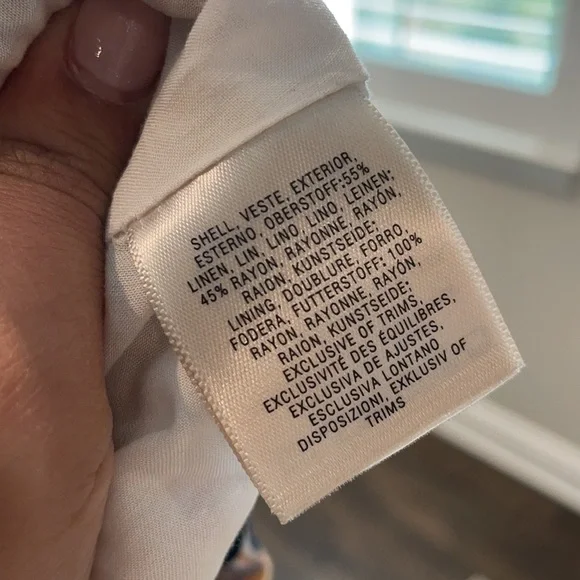 SHELL, VESTE, EXTERIOR,
ESTERNO, OBERSTOFF:55%
LINEN, LIN, LINO, LINO, LEINEN;
45% RAYON, RAYONNE, RAYÓN,
RAION, KUNSTSEIDE;
LINING, DOUBLURE, FORRO,
FODERA, FUTTERSTOFF:100%
RAYON, RAYONNE, RAYÓN,
RAION, KUNSTSEIDE;
EXCLUSIVE OF TRIMS,
EXCLUSIVITÉ DES ÉQUILIBRES,
EXCLUSIVA DE AJUSTES,
ESCLUSIVA LONTANO
DISPOSIZIONI, EXKLUSIV OF
TRIMS